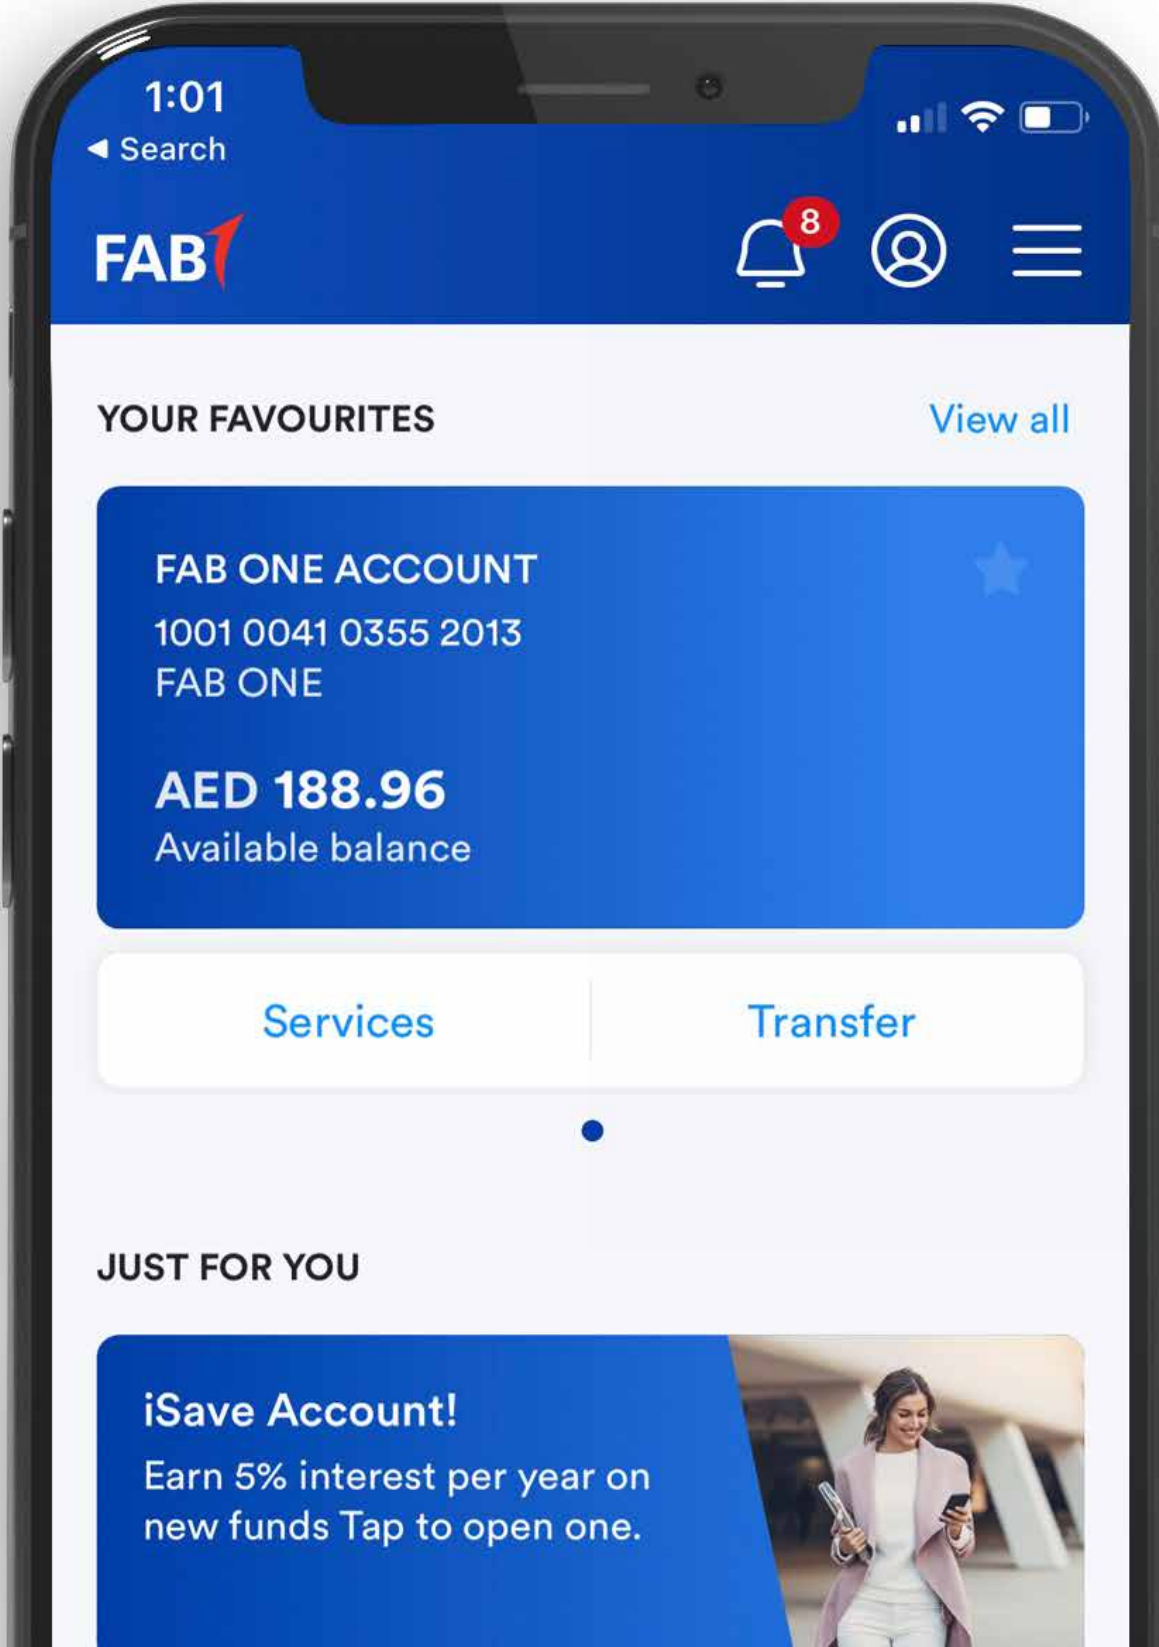 1:01
◀ Search
FAB
8
YOUR FAVOURITES
View all
FAB ONE ACCOUNT
1001 0041 0355 2013
FAB ONE
AED 188.96
Available balance
Services
Transfer
JUST FOR YOU
iSave Account!
Earn 5% interest per year on
new funds Tap to open one.